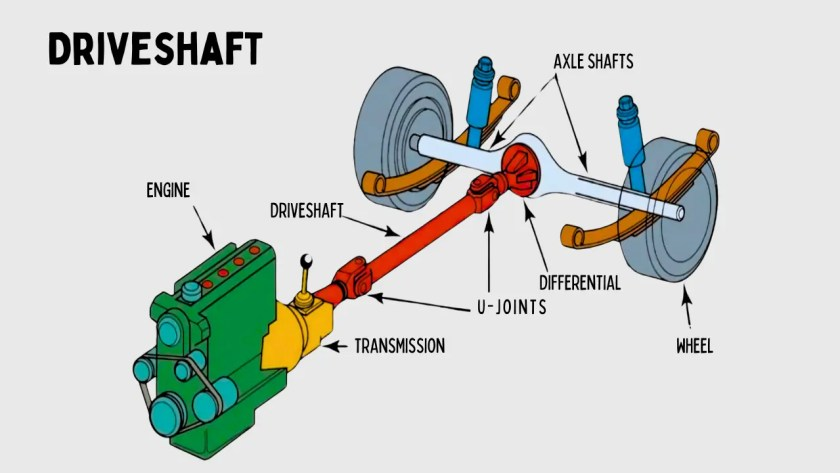 DRIVESHAFT
AXLE SHAFTS
ENGINE
DRIVESHAFT
DIFFERENTIAL
U-JOINTS
TRANSMISSION
WHEEL